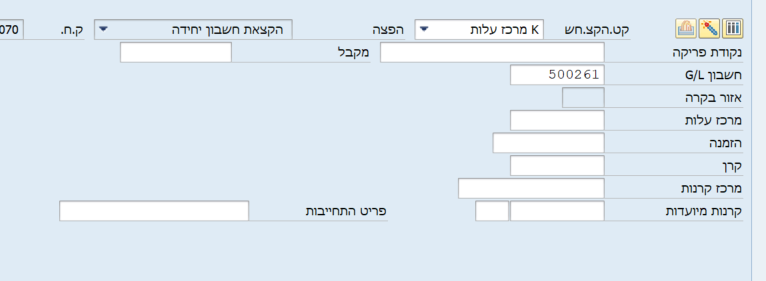 קט.הקצ.חש K מרכז עלות הפצה הקצאת חשבון יחידה ק.ח. 070
נקודת פריקה מקבל
חשבון G/L 500261
אזור בקרה
מרכז עלות
הזמנה
קרן
מרכז קרנות
קרנות מיועדות פריט התחייבות